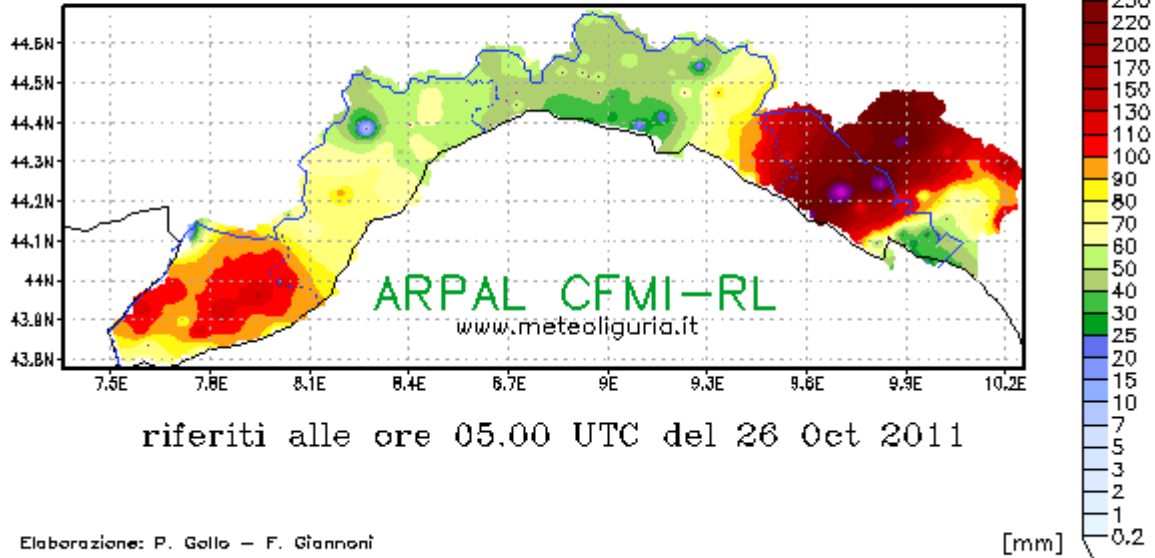 250
220
200
170
150
130
110
100
90
80
70
60
50
40
30
25
20
15
10
7
5
3
2
1
0.2
44.6N
44.5N
44.4N
44.3N
44.2N
44.1N
44N
43.9N
43.8N
7.5E 7.8E 8.1E 8.4E 8.7E 9E 9.3E 9.6E 9.9E 10.2E
ARPAL CFMI-RL
www.meteoliguria.it
riferiti alle ore 05.00 UTC del 26 Oct 2011
Elaborazione: P. Gollo - F. Giannoni
[mm]